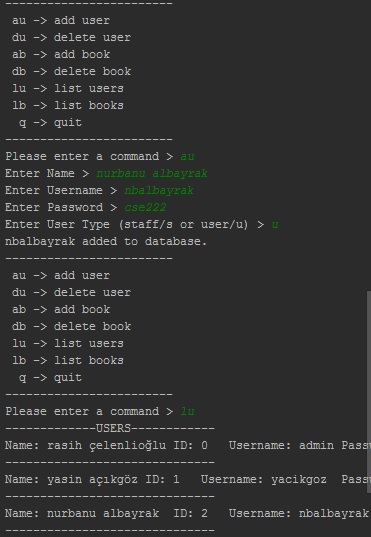 ------------------------
au -> add user
du -> delete user
ab -> add book
db -> delete book
lu -> list users
lb -> list books
q -> quit
------------------------
Please enter a command > au
Enter Name > nurbanu albayrak
Enter Username > nbalbayrak
Enter Password > cse222
Enter User Type (staff/s or user/u) > u
nbalbayrak added to database.
------------------------
au -> add user
du -> delete user
ab -> add book
db -> delete book
lu -> list users
lb -> list books
q -> quit
------------------------
Please enter a command > lu
-------------USERS------------
Name: rasih çelenlioğlu ID: 0   Username: admin Passw
------------------------------
Name: yasin açıkgöz ID: 1   Username: yacikgoz  Pass
------------------------------
Name: nurbanu albayrak  ID: 2   Username: nbalbayrak
------------------------------